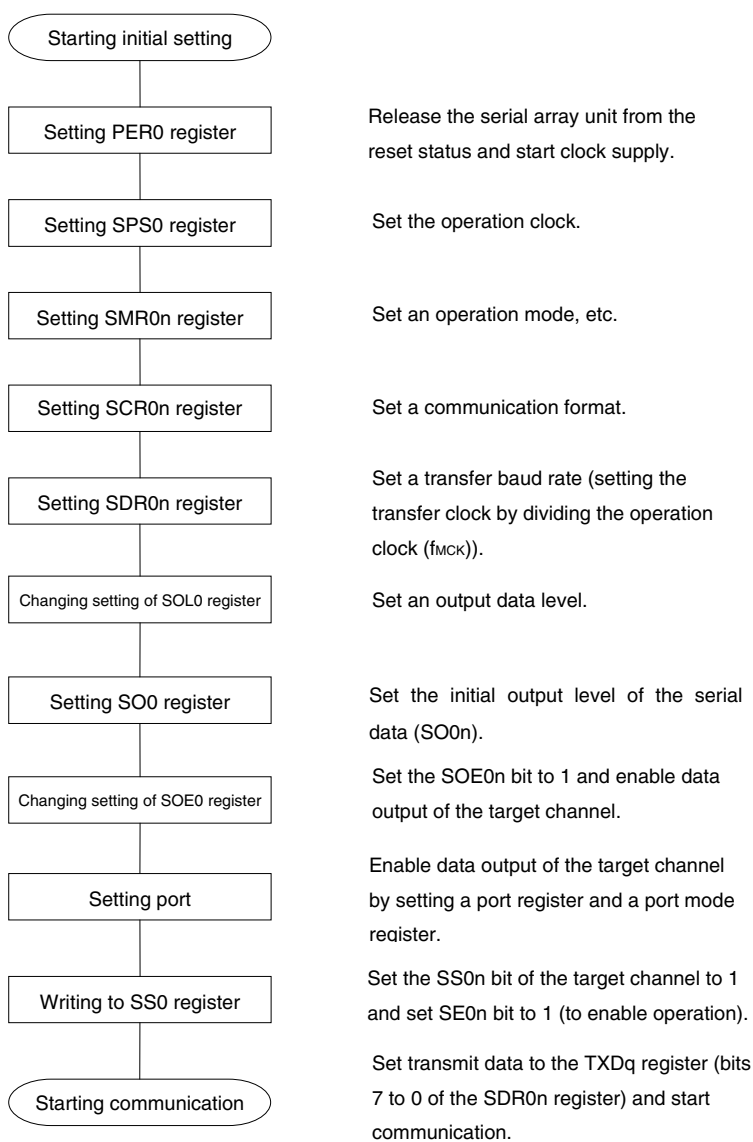 Starting initial setting
Setting PER0 register
Release the serial array unit from the
reset status and start clock supply.
Setting SPS0 register
Set the operation clock.
Setting SMR0n register
Set an operation mode, etc.
Setting SCR0n register
Set a communication format.
Setting SDR0n register
Set a transfer baud rate (setting the
transfer clock by dividing the operation
clock (fMCK)).
Changing setting of SOL0 register
Set an output data level.
Setting SO0 register
Set the initial output level of the serial
data (SO0n).
Changing setting of SOE0 register
Set the SOE0n bit to 1 and enable data
output of the target channel.
Setting port
Enable data output of the target channel
by setting a port register and a port mode
register.
Writing to SS0 register
Set the SS0n bit of the target channel to 1
and set SE0n bit to 1 (to enable operation).
Starting communication
Set transmit data to the TXDq register (bits
7 to 0 of the SDR0n register) and start
communication.